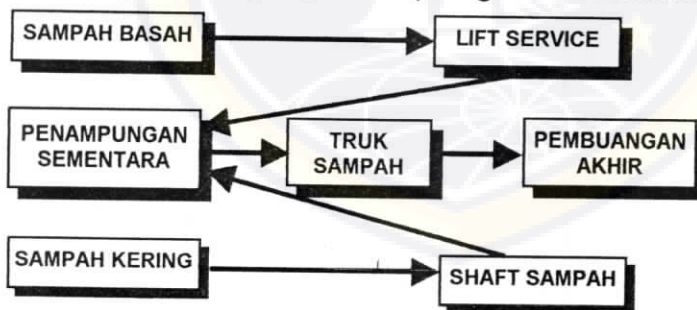 SAMPAH BASAH
LIFT SERVICE
PENAMPUNGAN
SEMENTARA
TRUK
SAMPAH
PEMBUANGAN
AKHIR
SAMPAH KERING
SHAFT SAMPAH